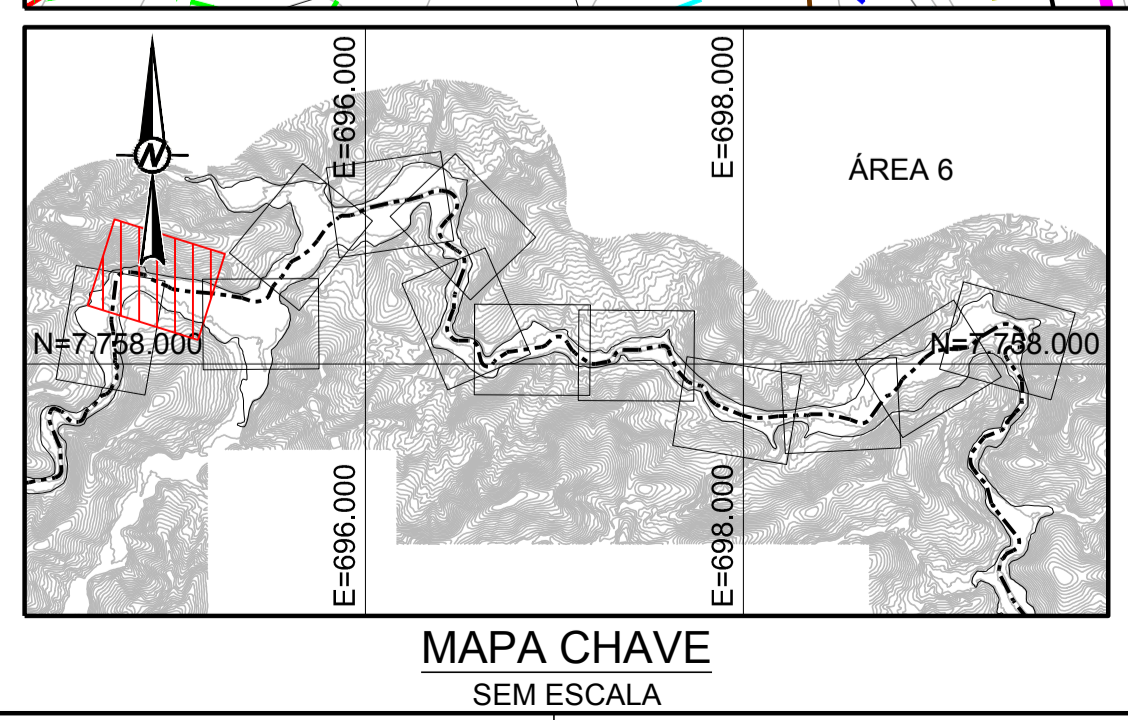 E=696.000
E=698.000
N
ÁREA 6
N=7.758.000
N=7.758.000
E=696.000
E=698.000
MAPA CHAVE
SEM ESCALA